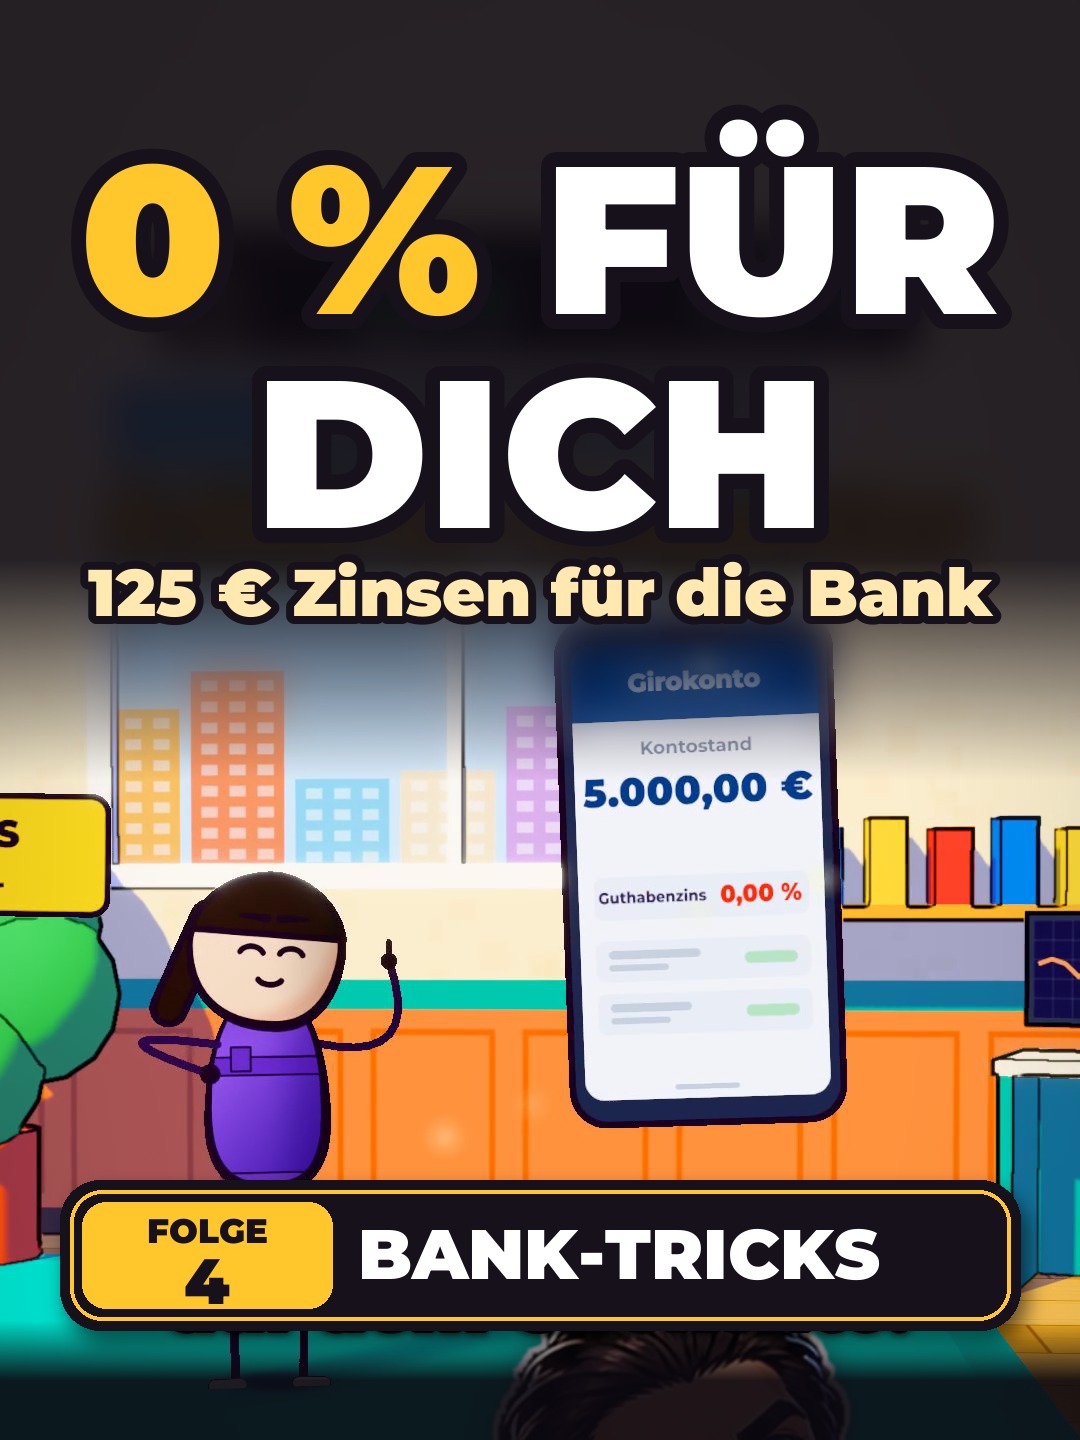 0 % FÜR
DICH
125 € Zinsen für die Bank
Girokonto
Kontostand
5.000,00 €
Guthabenzins 0,00 %
FOLGE
4
BANK-TRICKS